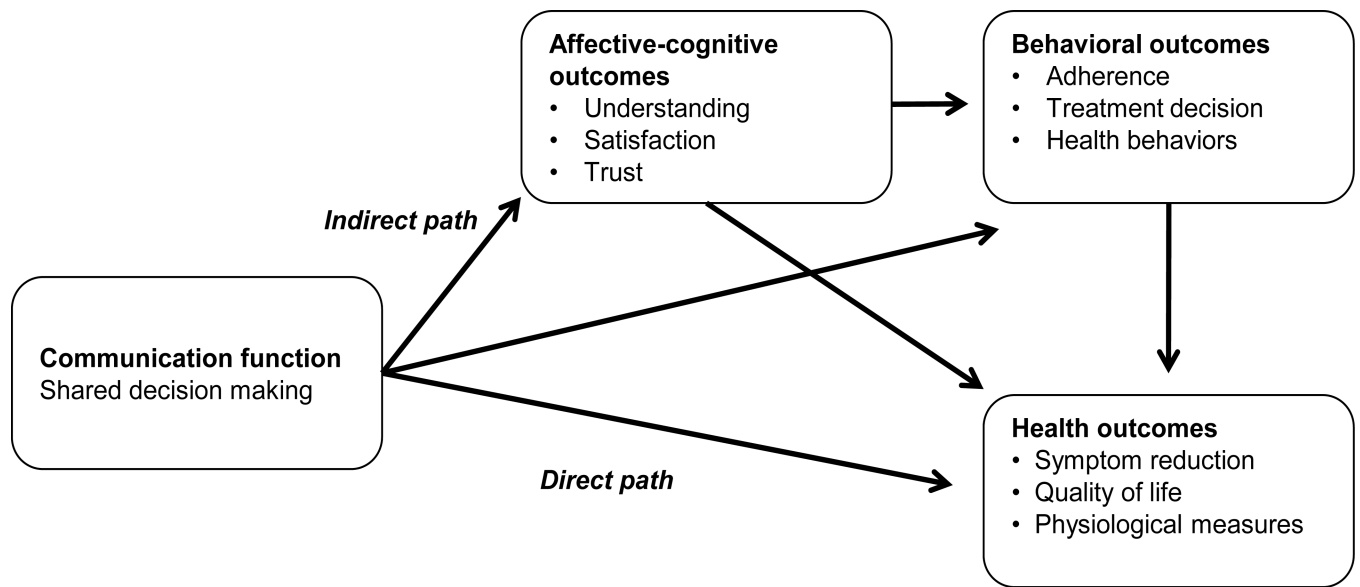 Affective-cognitive
outcomes
• Understanding
• Satisfaction
• Trust
Behavioral outcomes
• Adherence
• Treatment decision
• Health behaviors
Indirect path
Communication function
Shared decision making
Direct path
Health outcomes
• Symptom reduction
• Quality of life
• Physiological measures